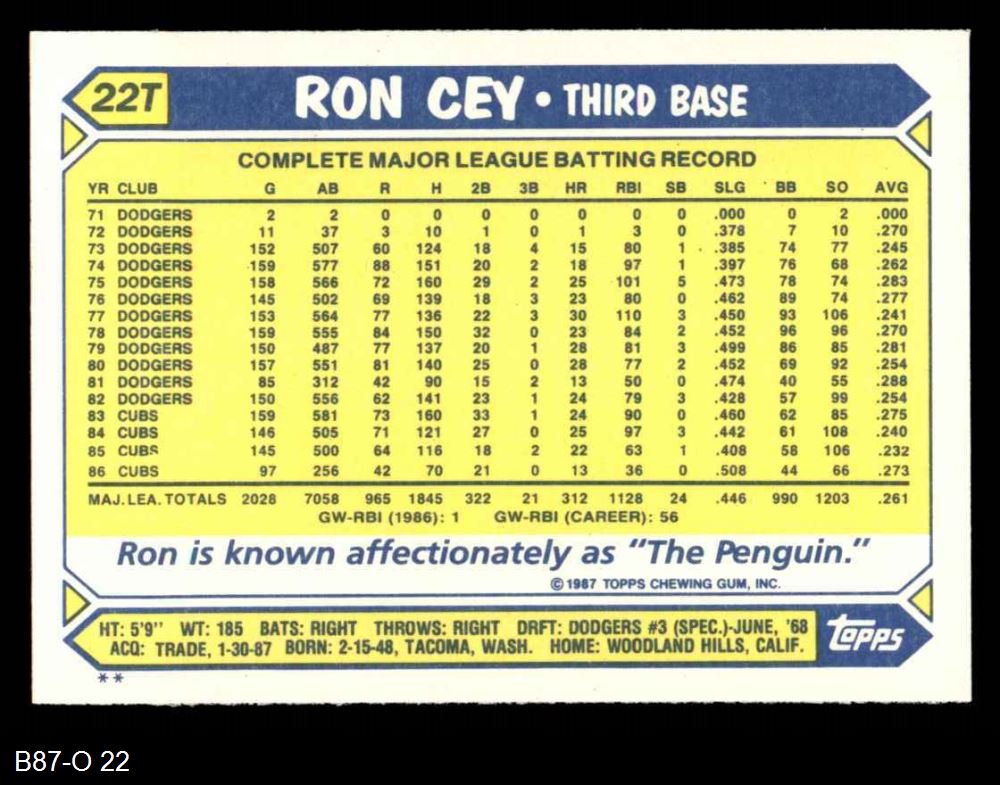 22T
RON CEY • THIRD BASE
COMPLETE MAJOR LEAGUE BATTING RECORD
YR CLUB G AB R H 2B 3B HR RBI SB SLG BB SO AVG
71 DODGERS 2 2 0 0 0 0 0 0 0 .000 0 2 .000
72 DODGERS 11 37 3 10 1 0 1 3 0 .378 7 10 .270
73 DODGERS 152 507 60 124 18 4 15 80 1 .385 74 77 .245
74 DODGERS 159 577 88 151 20 2 18 97 1 .397 76 68 .262
75 DODGERS 158 566 72 160 29 2 25 101 5 .473 78 74 .283
76 DODGERS 145 502 69 139 18 3 23 80 0 .462 89 74 .277
77 DODGERS 153 564 77 136 22 3 30 110 3 .450 93 106 .241
78 DODGERS 159 555 84 150 32 0 23 84 2 .452 96 96 .270
79 DODGERS 150 487 77 137 20 1 28 81 3 .499 86 85 .281
80 DODGERS 157 551 81 140 25 0 28 77 2 .452 69 92 .254
81 DODGERS 85 312 42 90 15 2 13 50 0 .474 40 55 .288
82 DODGERS 150 556 62 141 23 1 24 79 3 .428 57 99 .254
83 CUBS 159 581 73 160 33 1 24 90 0 .460 62 85 .275
84 CUBS 146 505 71 121 27 0 25 97 3 .442 61 108 .240
85 CUBS 145 500 64 116 18 2 22 63 1 .408 58 106 .232
86 CUBS 97 256 42 70 21 0 13 36 0 .508 44 66 .273
MAJ.LEA.TOTALS 2028 7058 965 1845 322 21 312 1128 24 .446 990 1203 .261
GW-RBI (1986): 1 GW-RBI (CAREER): 56
Ron is known affectionately as "The Penguin."
© 1987 TOPPS CHEWING GUM, INC.
HT: 5'9" WT: 185 BATS: RIGHT THROWS: RIGHT DRFT: DODGERS #3 (SPEC.)-JUNE, '68
ACQ: TRADE, 1-30-87 BORN: 2-15-48, TACOMA, WASH. HOME: WOODLAND HILLS, CALIF.
topps
**
B87-O 22